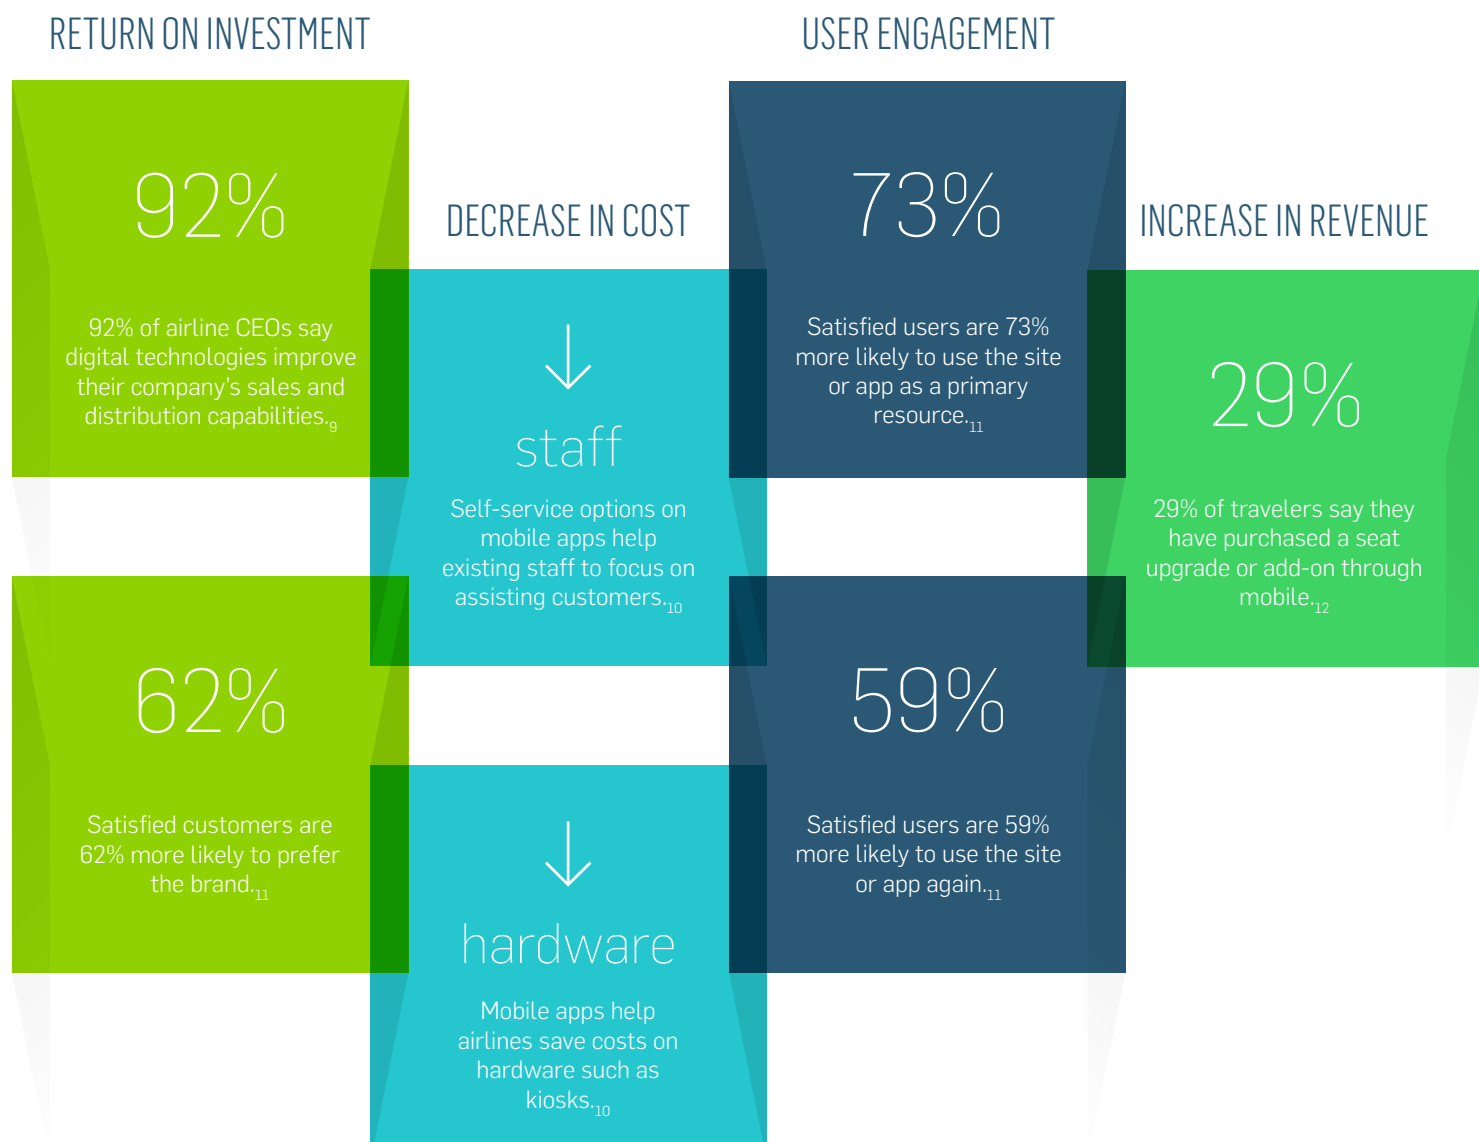 RETURN ON INVESTMENT
92%
92% of airline CEOs say
digital technologies improve
their company's sales and
distribution capabilities.9
62%
Satisfied customers are
62% more likely to prefer
the brand.11
DECREASE IN COST
staff
Self-service options on
mobile apps help
existing staff to focus on
assisting customers.10
hardware
Mobile apps help
airlines save costs on
hardware such as
kiosks.10
USER ENGAGEMENT
73%
Satisfied users are 73%
more likely to use the site
or app as a primary
resource.11
59%
Satisfied users are 59%
more likely to use the site
or app again.11
INCREASE IN REVENUE
29%
29% of travelers say they
have purchased a seat
upgrade or add-on through
mobile.12